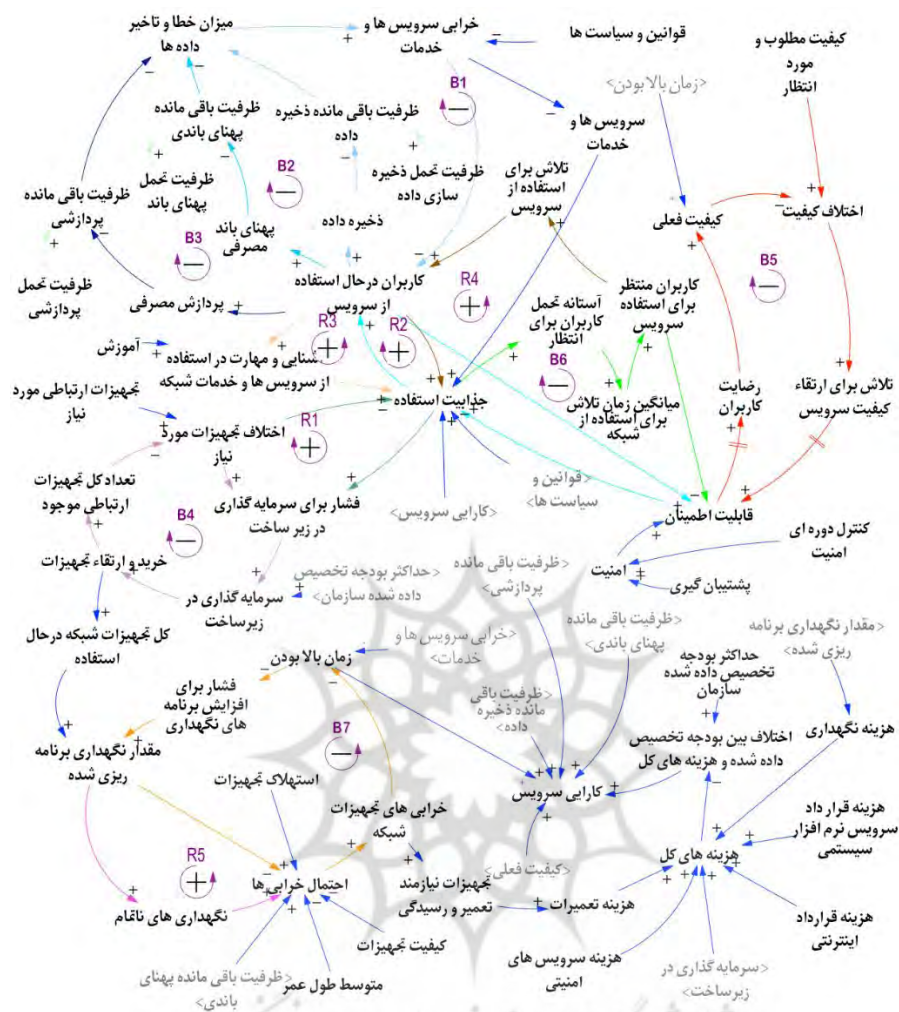 میزان خطا و تاخیر
داده ها
خرابی سرویس ها و
خدمات
قوانین و سیاست ها
کیفیت مطلوب و
مورد
انتظار
<زمان بالا بودن>
B1
ظرفیت باقی مانده
پهنای باندی
ظرفیت باقی مانده ذخیره
داده
سرویس ها و
خدمات
تلاش برای
استفاده از
سرویس
ظرفیت تحمل ذخیره
سازی داده
ظرفیت تحمل
پهنای باند
B2
ظرفیت باقی مانده
پردازشی
کیفیت فعلی
اختلاف کیفیت
ذخیره داده
پهنای باند
مصرفی
B3
B5
ظرفیت تحمل
پردازشی
پردازش مصرفی
کاربران درحال استفاده
از سرویس
R4
آستانه تحمل
کاربران برای
انتظار
کاربران منتظر
برای استفاده
سرویس
R3
R2
آموزش
آشنایی و مهارت در استفاده
از سرویس ها و خدمات شبکه
B6
تجهیزات ارتباطی مورد
نیاز
جذابیت استفاده
میانگین زمان تلاش
برای استفاده از
شبکه
رضایت
کاربران
تلاش برای ارتقاء
کیفیت سرویس
اختلاف تجهیزات مورد
نیاز
R1
تعداد کل تجهیزات
ارتباطی موجود
فشار برای سرمایه گذاری
در زیر ساخت
<کارایی سرویس>
<قوانین و
سیاست ها>
قابلیت اطمینان
B4
کنترل دوره ای
امنیت
خرید و ارتقاء تجهیزات
امنیت
پشتیبان گیری
سرمایه گذاری در
زیرساخت
<حداکثر بودجه تخصیص
داده شده سازمان>
<ظرفیت باقی مانده
پردازشی>
<ظرفیت باقی مانده
پهنای باندی>
<مقدار نگهداری برنامه
ریزی شده>
کل تجهیزات شبکه درحال
استفاده
زمان بالا بودن
<خرابی سرویس ها و
خدمات>
حداکثر بودجه
تخصیص داده شده
سازمان
فشار برای
افزایش برنامه
های نگهداری
<ظرفیت باقی
مانده ذخیره
داده>
اختلاف بین بودجه تخصیص
داده شده و هزینه های کل
هزینه نگهداری
مقدار نگهداری برنامه
ریزی شده
B7
استهلاک تجهیزات
کارایی سرویس
خرابی های تجهیزات
شبکه
هزینه قرار داد
سرویس نرم افزار
سیستمی
هزینه های کل
R5
احتمال خرابی ها
تجهیزات نیازمند
تعمیر و رسیدگی
<کیفیت فعلی>
هزینه تعمیرات
نگهداری های ناتمام
کیفیت تجهیزات
هزینه قرارداد
اینترنتی
<ظرفیت باقی مانده پهنای
باندی>
متوسط طول عمر
هزینه سرویس های
امنیتی
<سرمایه گذاری در
زیرساخت>